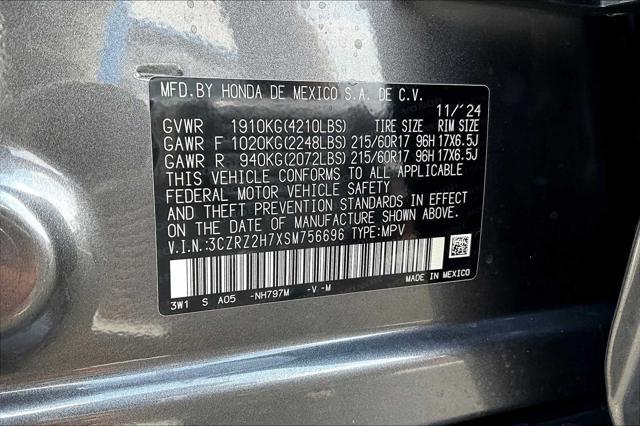 MFD.BY HONDA DE MEXICO S.A. DE C.V.
11/'24
GVWR 1910KG(4210LBS) TIRE SIZE RIM SIZE
GAWR F 1020KG(2248LBS) 215/60R17 96H 17X6.5J
GAWR R 940KG(2072LBS) 215/60R17 96H 17X6.5J
THIS VEHICLE CONFORMS TO ALL APPLICABLE
FEDERAL MOTOR VEHICLE SAFETY
AND THEFT PREVENTION STANDARDS IN EFFECT
ON THE DATE OF MANUFACTURE SHOWN ABOVE.
V.I.N.:3CZRZ2H7XSM756696 TYPE:MPV
3W1 S A05 -NH797M -V -M MADE IN MEXICO